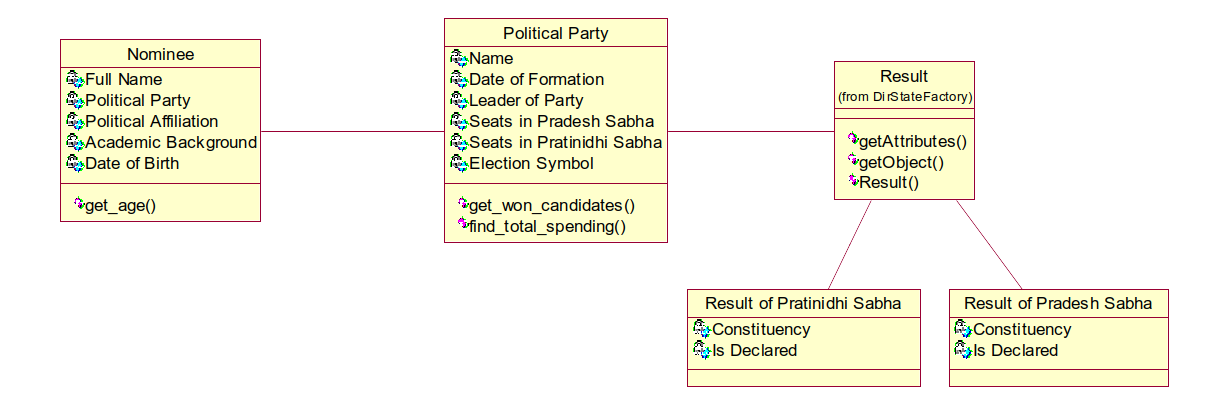 Nominee
Full Name
Political Party
Political Affiliation
Academic Background
Date of Birth
get_age()
Political Party
Name
Date of Formation
Leader of Party
Seats in Pradesh Sabha
Seats in Pratinidhi Sabha
Election Symbol
get_won_candidates()
find_total_spending()
Result
(from DirStateFactory)
getAttributes()
getObject()
Result()
Result of Pratinidhi Sabha
Constituency
Is Declared
Result of Pradesh Sabha
Constituency
Is Declared